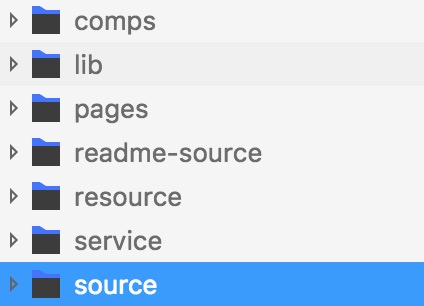 comps
lib
pages
readme-source
resource
service
source